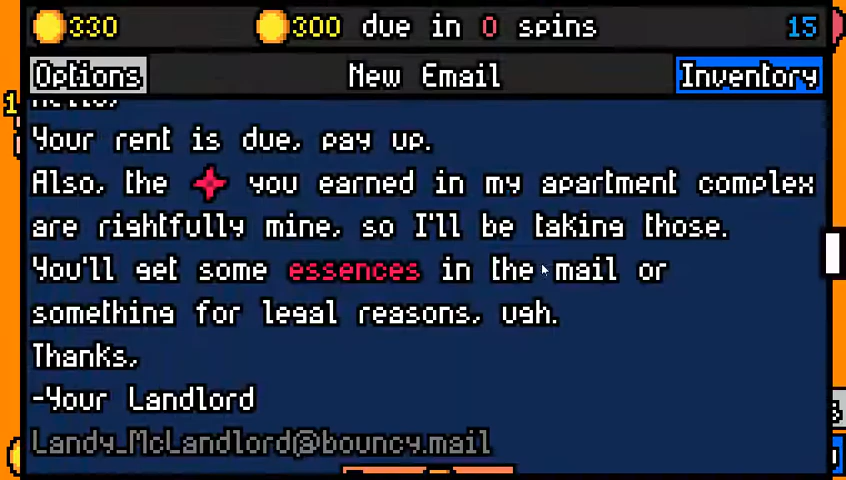 330 300 due in 0 spins 15
Options New Email Inventory
Hello,
Your rent is due, pay up.
Also, the you earned in my apartment complex
are rightfully mine, so I'll be taking those.
You'll get some essences in the mail or
something for legal reasons, ugh.
Thanks,
-Your Landlord
Landy_McLandlord@bouncy.mail